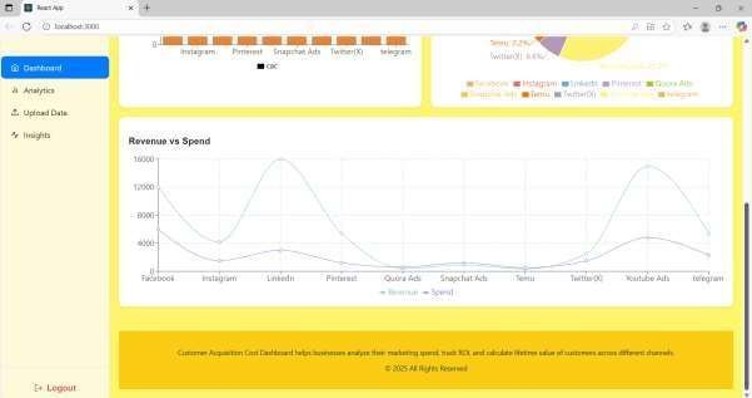 React App
localhost:3000
Dashboard
Analytics
Upload Data
Insights
Logout
0
Instagram Pinterest Snapchat Ads Twitter(X) telegram
CAC
Temu: 7.2%
Twitter(X): 6.6%
Facebook Instagram LinkedIn Pinterest Quora Ads
Snapchat Ads Temu Twitter(X) telegram
Revenue vs Spend
16000
12000
8000
4000
0
Facebook Instagram LinkedIn Pinterest Quora Ads Snapchat Ads Temu Twitter(X) Youtube Ads telegram
Revenue Spend
Customer Acquisition Cost Dashboard helps businesses analyze their marketing spend, track ROI, and calculate lifetime value of customers across different channels.
© 2025 All Rights Reserved